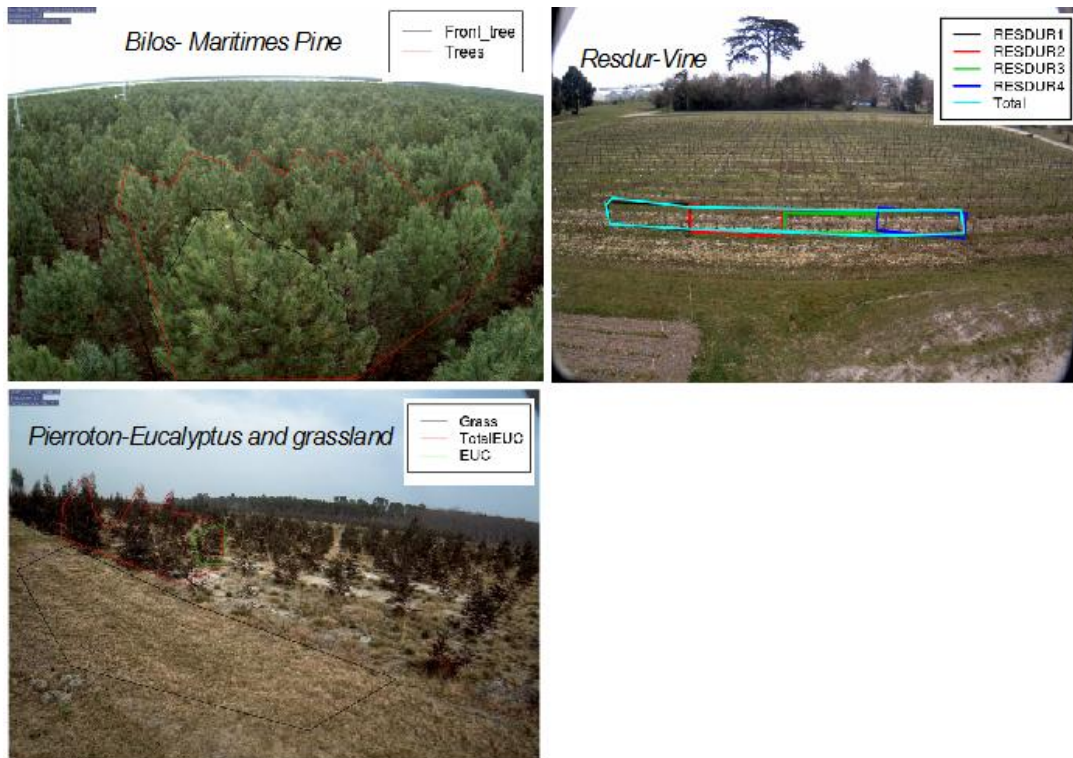 Bilos- Maritimes Pine
Front_tree
Trees
Resdur-Vine
RESDUR1
RESDUR2
RESDUR3
RESDUR4
Total
Pierroton-Eucalyptus and grassland
Grass
TotalEUC
EUC